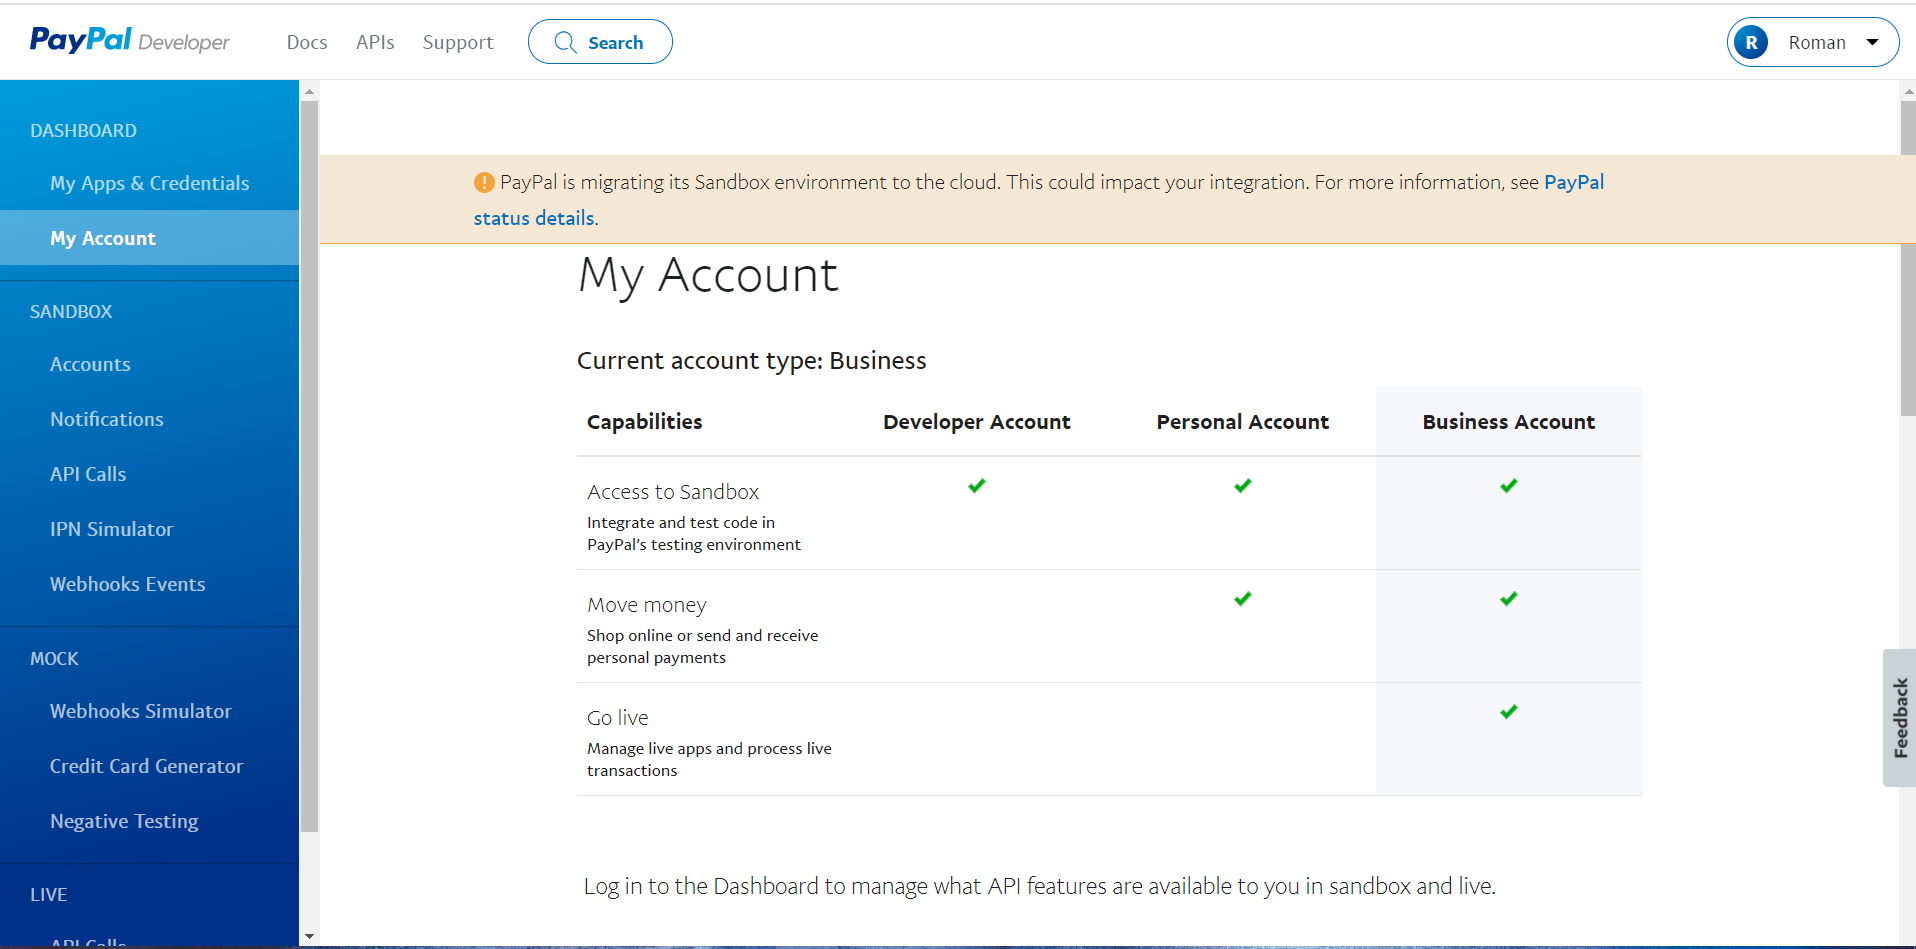 PayPal Developer
Docs
APIs
Support
Search
R
Roman
DASHBOARD
My Apps & Credentials
My Account
SANDBOX
Accounts
Notifications
API Calls
IPN Simulator
Webhooks Events
MOCK
Webhooks Simulator
Credit Card Generator
Negative Testing
LIVE
API Calls
PayPal is migrating its Sandbox environment to the cloud. This could impact your integration. For more information, see PayPal
status details.
My Account
Current account type: Business
Capabilities
Developer Account
Personal Account
Business Account
Access to Sandbox
Integrate and test code in
PayPal's testing environment
Move money
Shop online or send and receive
personal payments
Go live
Manage live apps and process live
transactions
Log in to the Dashboard to manage what API features are available to you in sandbox and live.
Feedback